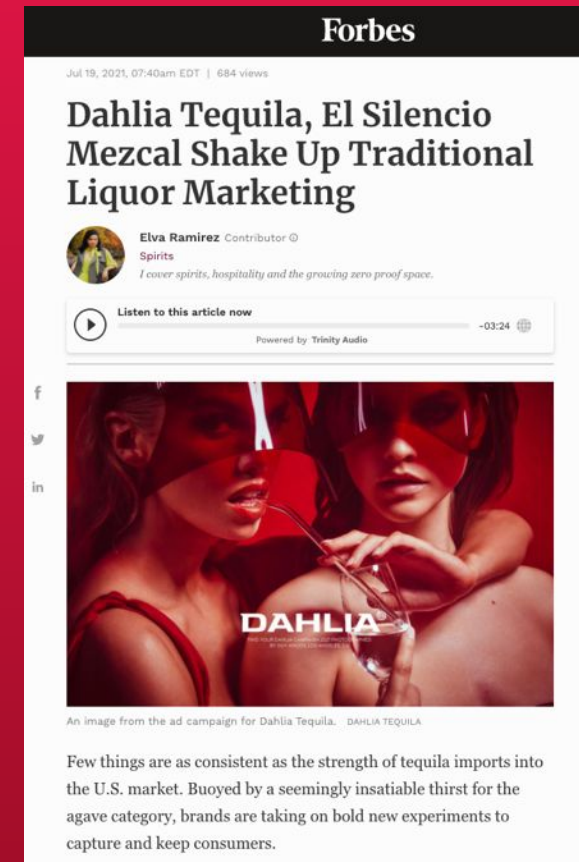 Forbes
Jul 19, 2021, 07:40am EDT | 684 views
Dahlia Tequila, El Silencio
Mezcal Shake Up Traditional
Liquor Marketing
Elva Ramirez Contributor
Spirits
I cover spirits, hospitality and the growing zero proof space.
Listen to this article now
-03:24
Powered by Trinity Audio
f
in
DAHLIA
An image from the ad campaign for Dahlia Tequila. DAHLIA TEQUILA
Few things are as consistent as the strength of tequila imports into
the U.S. market. Buoyed by a seemingly insatiable thirst for the
agave category, brands are taking on bold new experiments to
capture and keep consumers.